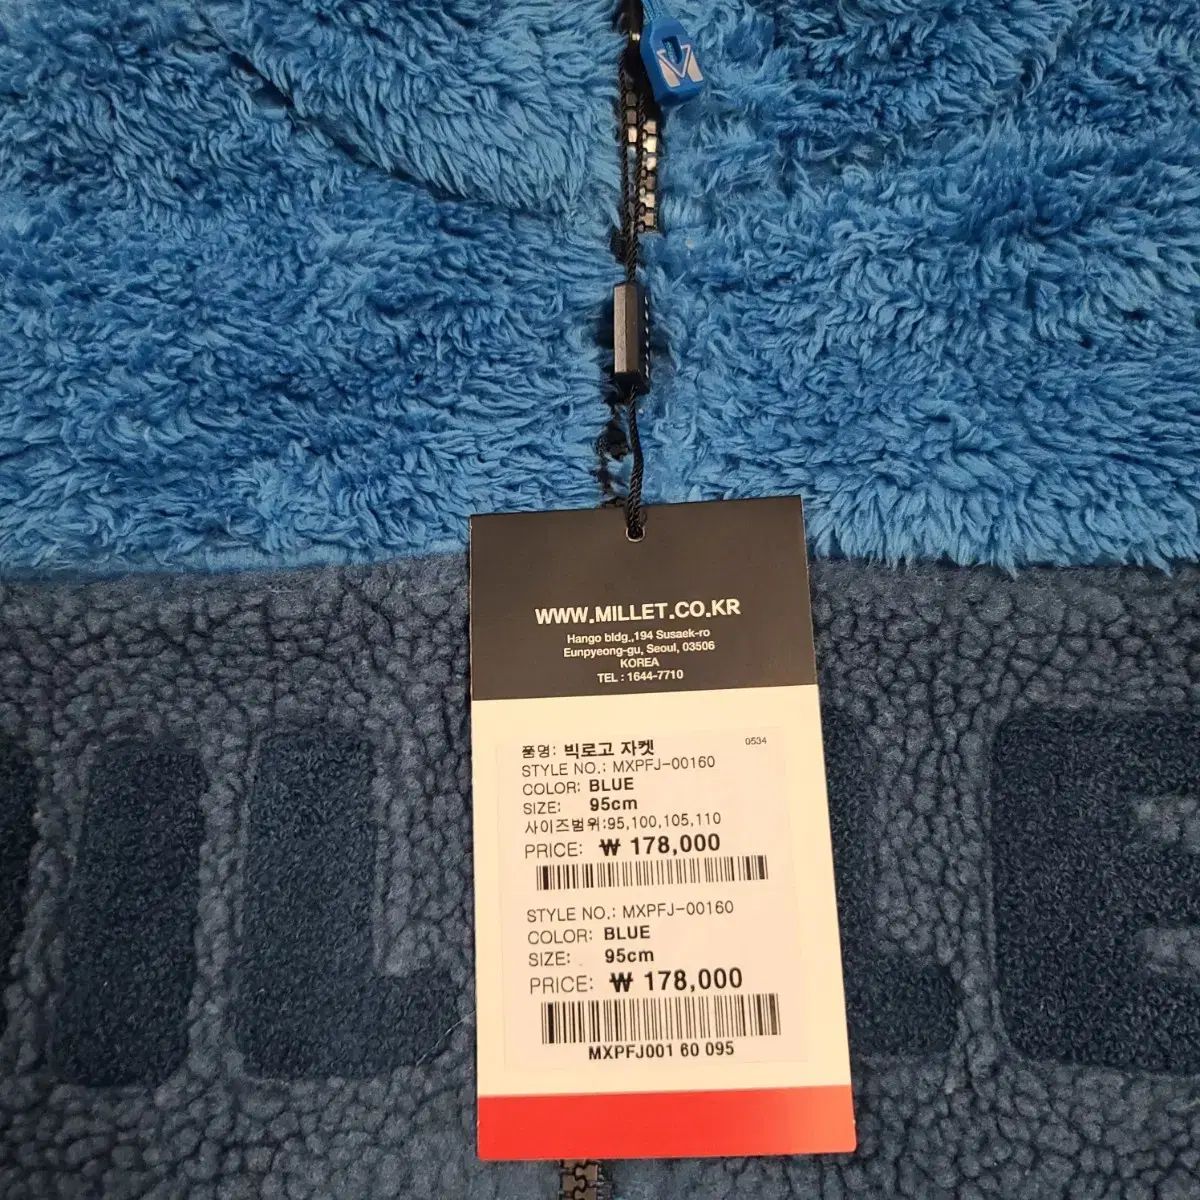 WWW.MILLET.CO.KR
Hango bldg.,194 Susaek-ro
Eunpyeong-gu, Seoul, 03506
KOREA
TEL : 1644-7710
품명: 빅로고 자켓 0534
STYLE NO.: MXPFJ-00160
COLOR: BLUE
SIZE: 95cm
사이즈범위:95,100,105,110
PRICE: ₩ 178,000
STYLE NO.: MXPFJ-00160
COLOR: BLUE
SIZE: 95cm
PRICE: ₩ 178,000
MXPFJ001 60 095